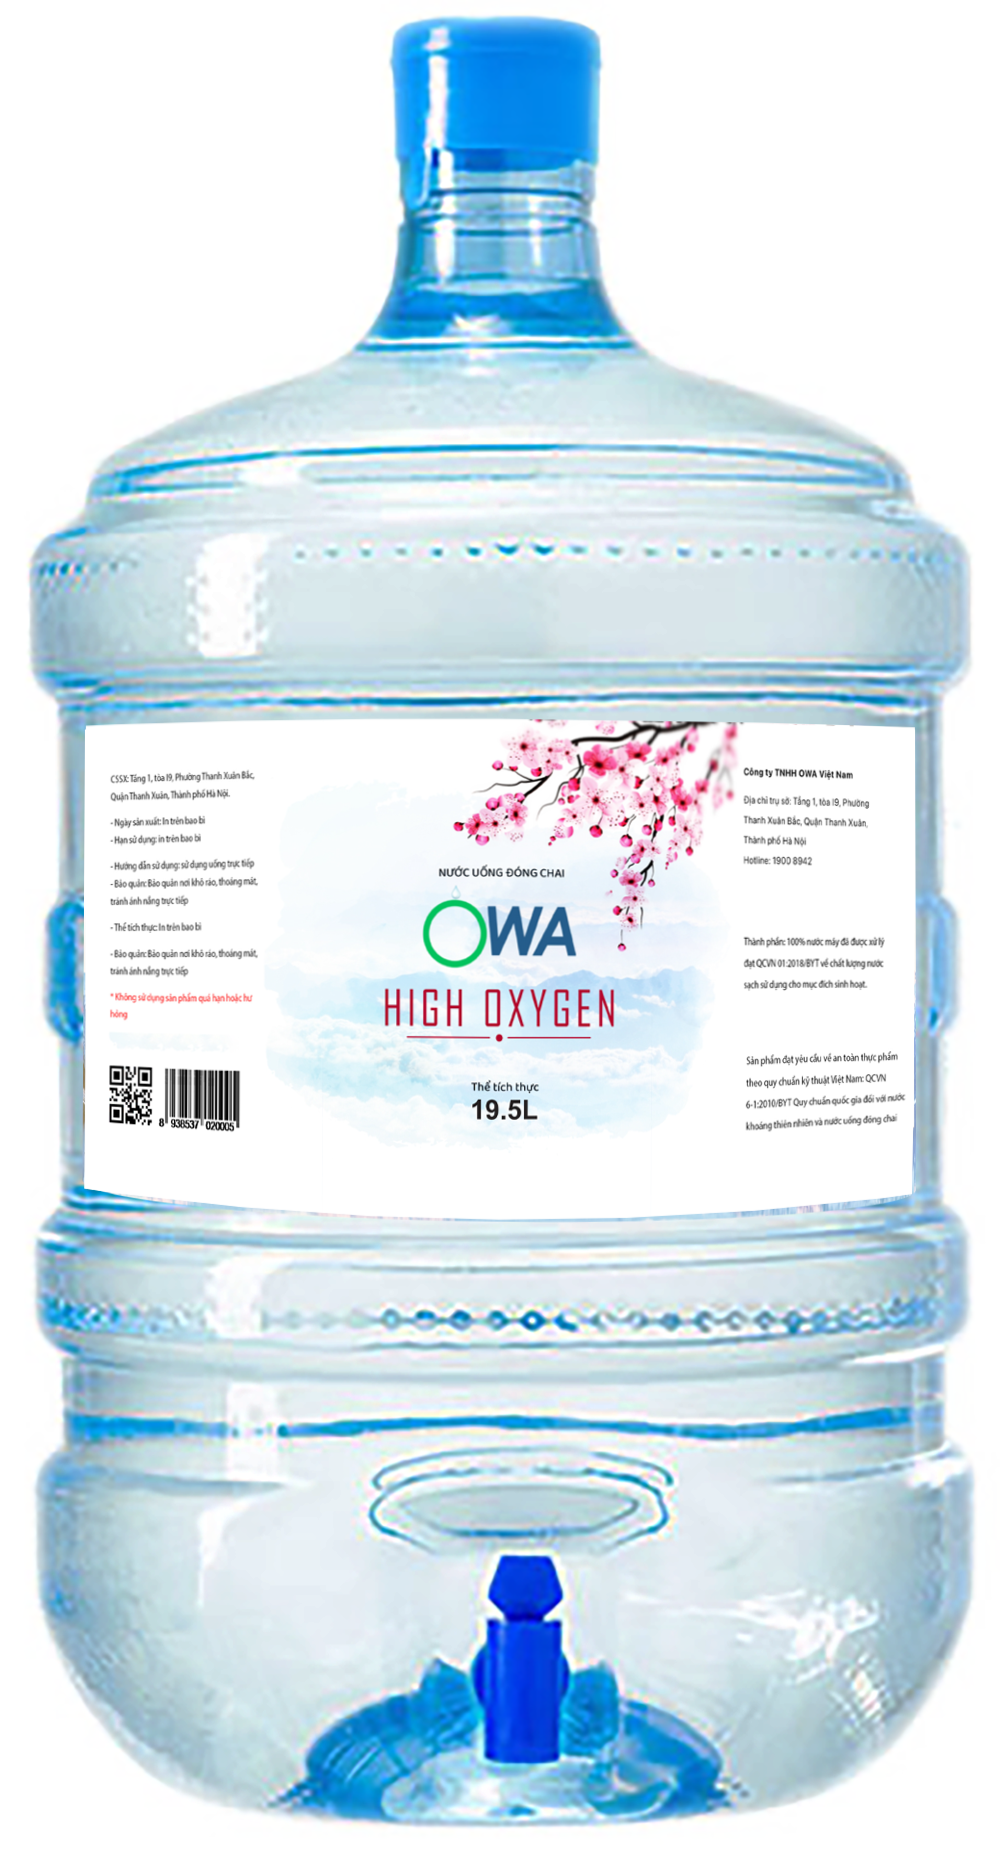 CSSX: Tầng 1, tòa I9, Phường Thanh Xuân Bắc,
Quận Thanh Xuân, Thành phố Hà Nội.
- Ngày sản xuất: In trên bao bì
- Hạn sử dụng: in trên bao bì
- Hướng dẫn sử dụng: sử dụng uống trực tiếp
- Bảo quản: Bảo quản nơi khô ráo, thoáng mát,
tránh ánh nắng trực tiếp
- Thể tích thực: In trên bao bì
- Bảo quản: Bảo quản nơi khô ráo, thoáng mát,
tránh ánh nắng trực tiếp
* Không sử dụng sản phẩm quá hạn hoặc hư
hỏng
8 938537 020005
NƯỚC UỐNG ĐÓNG CHAI
OWA
HIGH OXYGEN
Thể tích thực
19.5L
Công ty TNHH OWA Việt Nam
Địa chỉ trụ sở: Tầng 1, tòa I9, Phường
Thanh Xuân Bắc, Quận Thanh Xuân,
Thành phố Hà Nội
Hotline: 1900 8942
Thành phần: 100% nước máy đã được xử lý
đạt QCVN 01:2018/BYT về chất lượng nước
sạch sử dụng cho mục đích sinh hoạt.
Sản phẩm đạt yêu cầu về an toàn thực phẩm
theo quy chuẩn kỹ thuật Việt Nam: QCVN
6-1:2010/BYT Quy chuẩn quốc gia đối với nước
khoáng thiên nhiên và nước uống đóng chai